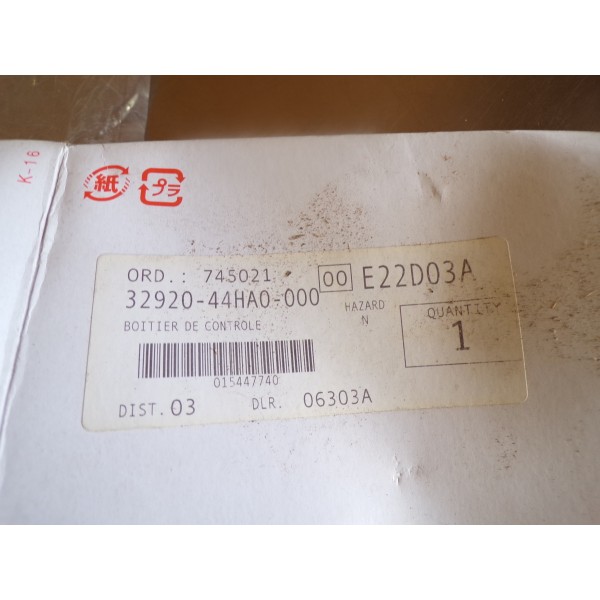 K-16
紙
プラ
ORD.: 745021 00 E22D03A
32920-44HA0-000 HAZARD QUANTITY
N 1
BOITIER DE CONTROLE
015447740
DIST. 03 DLR. 06303A